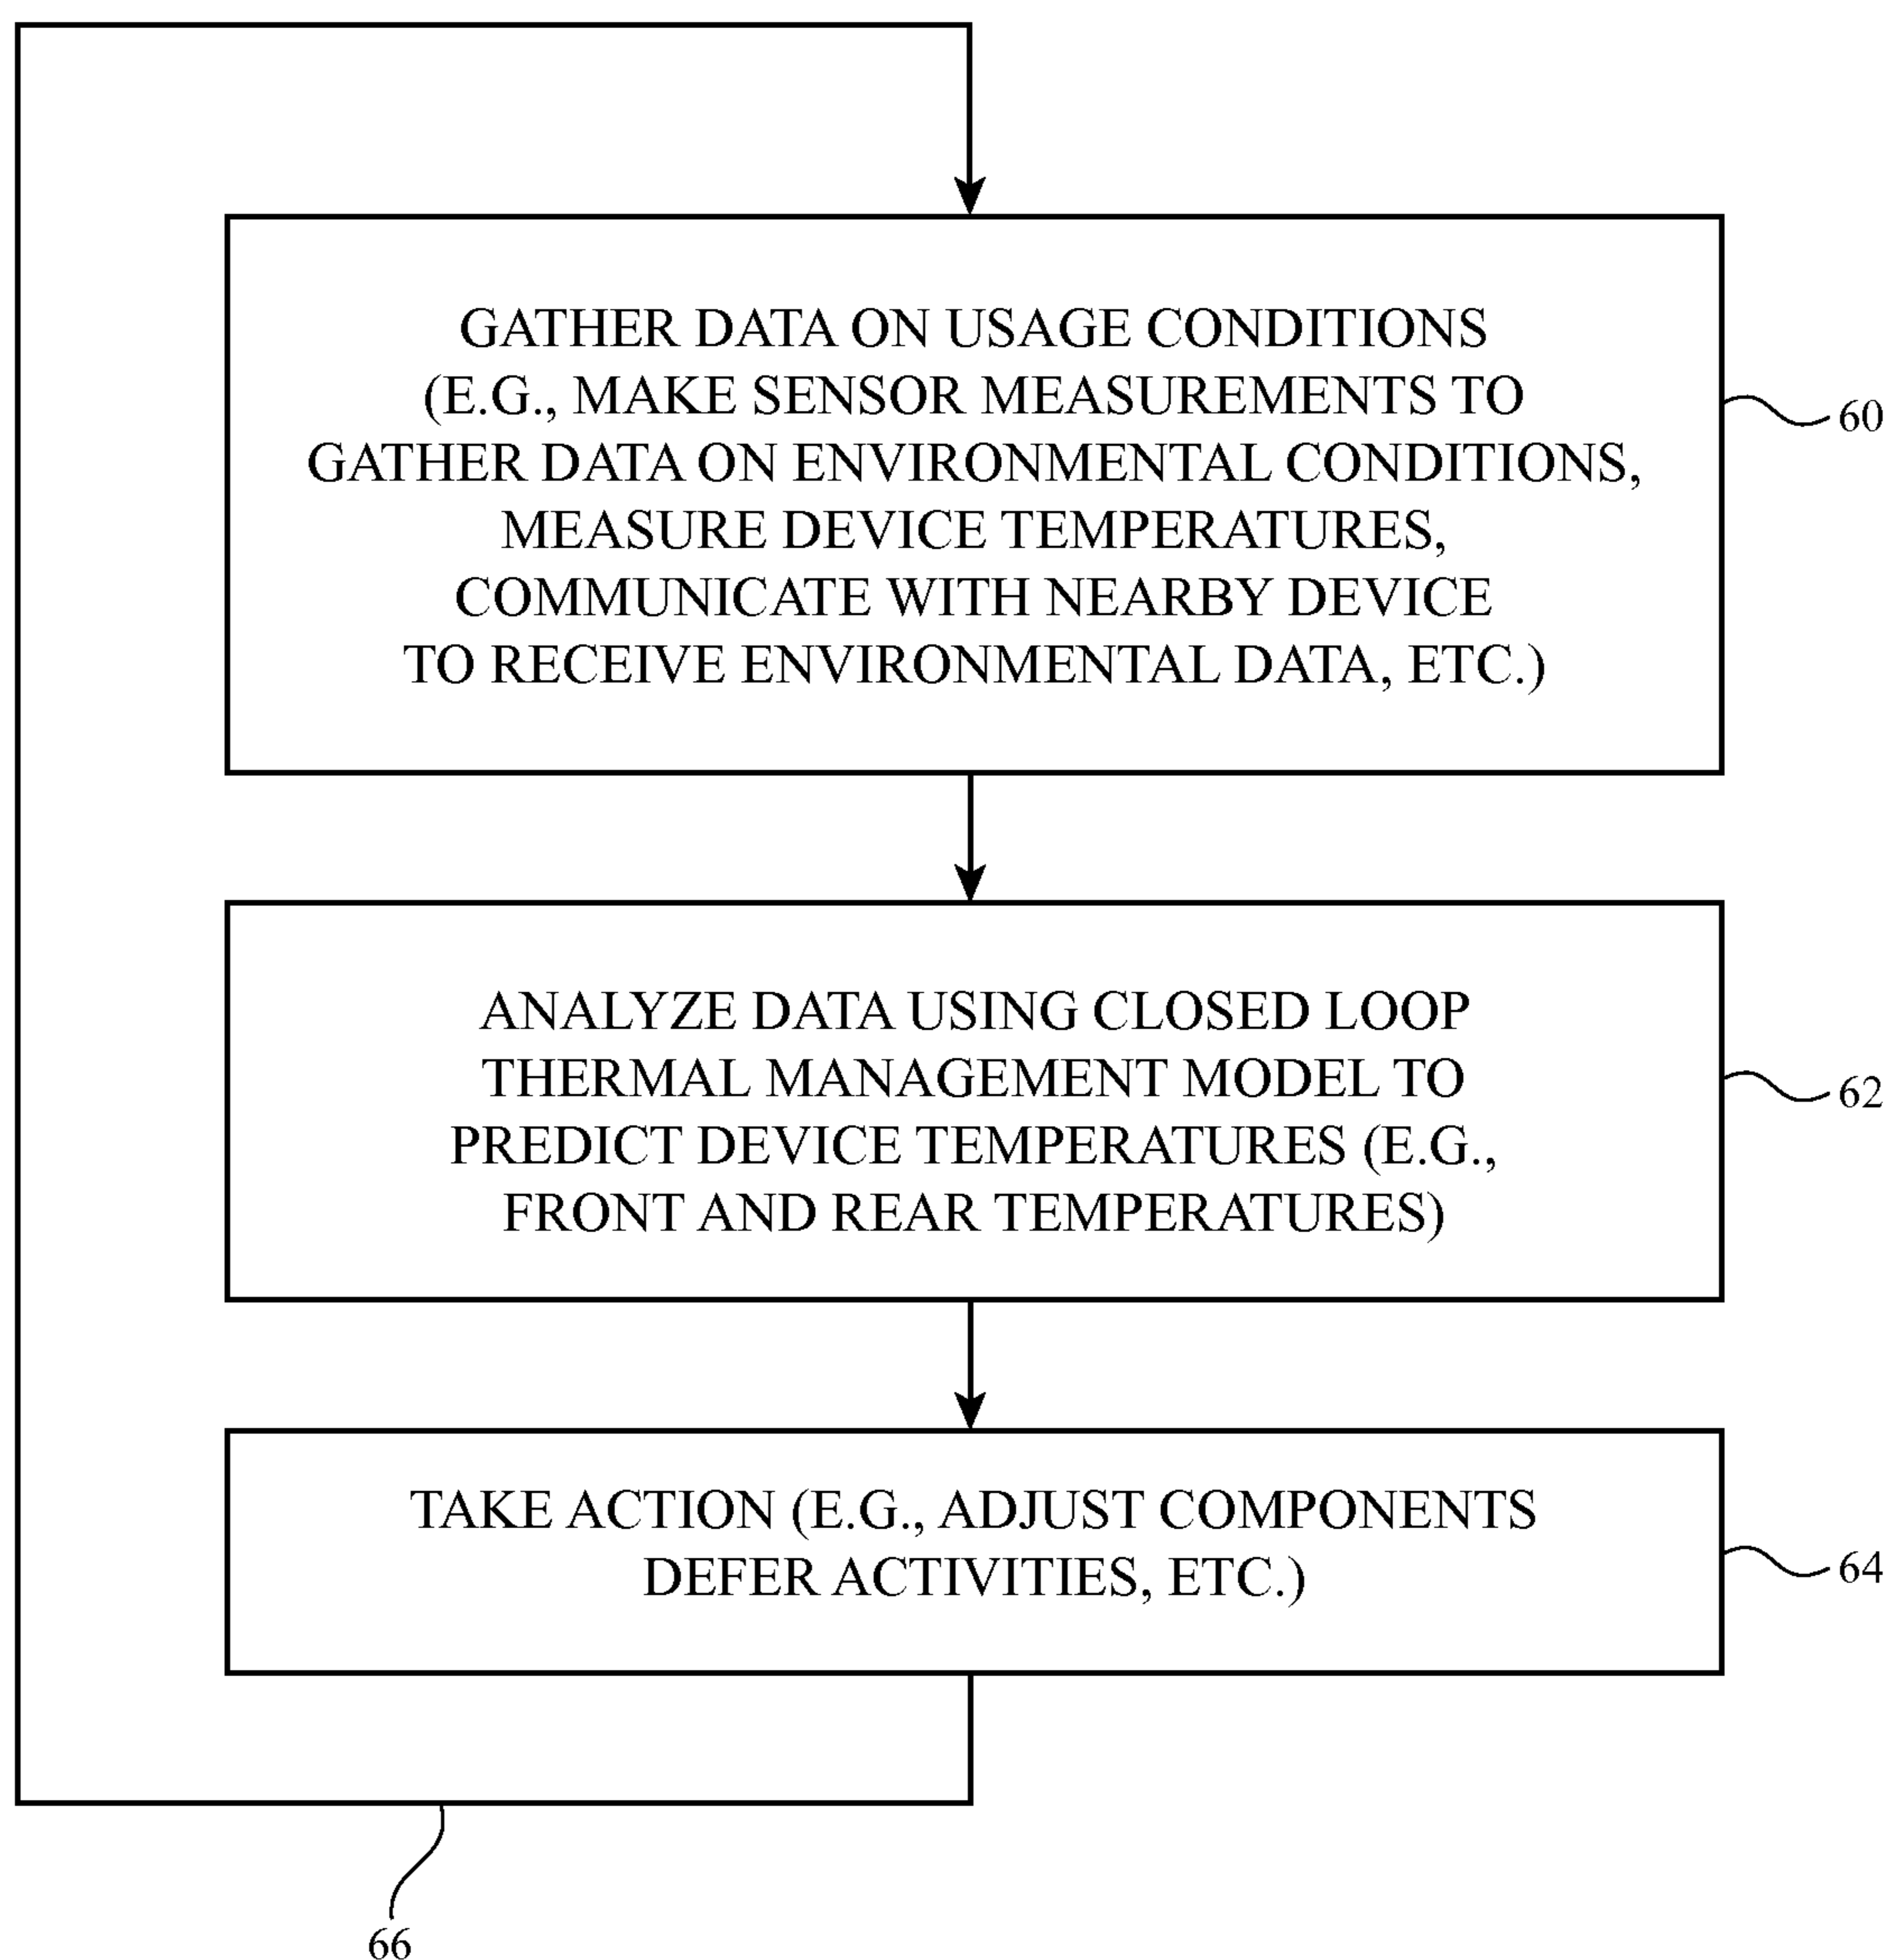 GATHER DATA ON USAGE CONDITIONS
(E.G., MAKE SENSOR MEASUREMENTS TO
GATHER DATA ON ENVIRONMENTAL CONDITIONS,
MEASURE DEVICE TEMPERATURES,
COMMUNICATE WITH NEARBY DEVICE
TO RECEIVE ENVIRONMENTAL DATA, ETC.)
60
ANALYZE DATA USING CLOSED LOOP
THERMAL MANAGEMENT MODEL TO
PREDICT DEVICE TEMPERATURES (E.G.,
FRONT AND REAR TEMPERATURES)
62
TAKE ACTION (E.G., ADJUST COMPONENTS
DEFER ACTIVITIES, ETC.)
64
66